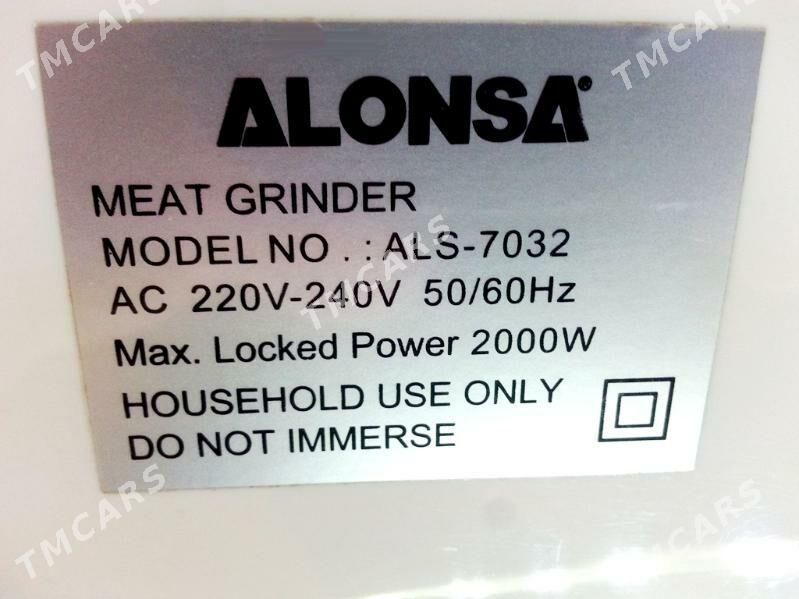 TMCARS
TMCARS
ALONSA®
MEAT GRINDER
MODEL NO . : ALS-7032
AC 220V-240V 50/60Hz
TMCARS
Max. Locked Power 2000W
HOUSEHOLD USE ONLY
DO NOT IMMERSE
TMCARS
TMCARS